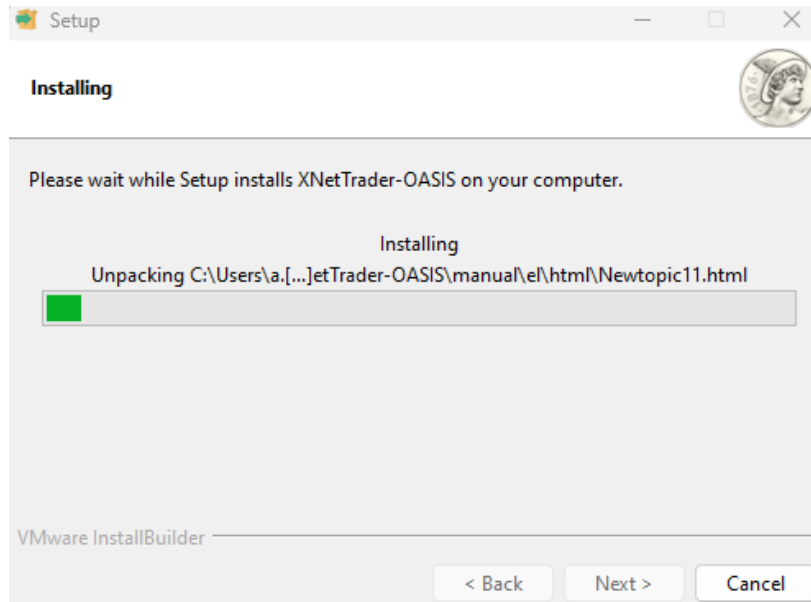 Setup
Installing
1876
Please wait while Setup installs XNetTrader-OASIS on your computer.
Installing
Unpacking C:\Users\a.[...]etTrader-OASIS\manual\el\html\Newtopic11.html
VMware InstallBuilder
< Back
Next >
Cancel